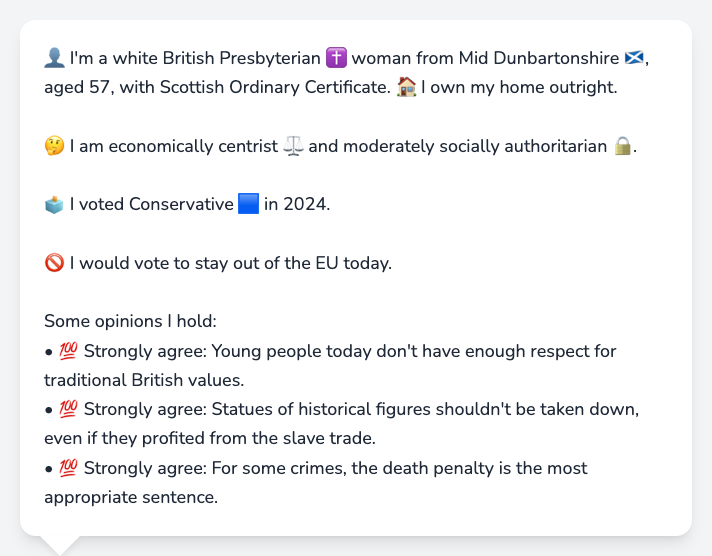 👤 I'm a white British Presbyterian ✝️ woman from Mid Dunbartonshire 🏴󠁧󠁢󠁳󠁣󠁴󠁿,
aged 57, with Scottish Ordinary Certificate. 🏠 I own my home outright.
🤔 I am economically centrist ⚖️ and moderately socially authoritarian 🔒.
🗳️ I voted Conservative 🟦 in 2024.
🚫 I would vote to stay out of the EU today.
Some opinions I hold:
• 💯 Strongly agree: Young people today don't have enough respect for
traditional British values.
• 💯 Strongly agree: Statues of historical figures shouldn't be taken down,
even if they profited from the slave trade.
• 💯 Strongly agree: For some crimes, the death penalty is the most
appropriate sentence.